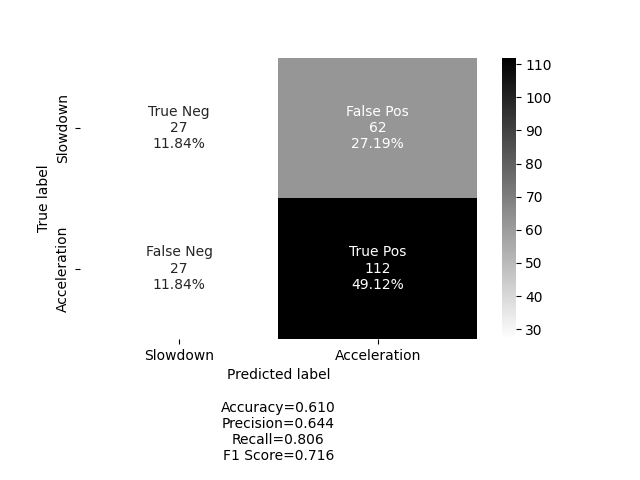 True Neg
27
11.84%
False Pos
62
27.19%
False Neg
27
11.84%
True Pos
112
49.12%
Slowdown
Acceleration
True label
Slowdown
Acceleration
Predicted label
110
100
90
80
70
60
50
40
30
Accuracy=0.610
Precision=0.644
Recall=0.806
F1 Score=0.716